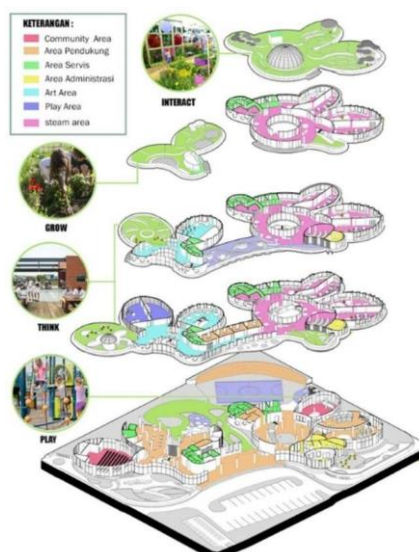 KETERANGAN :
Community Area
Area Pendukung
Area Servis
Area Administrasi
Art Area
Play Area
steam area
INTERACT
GROW
THINK
PLAY